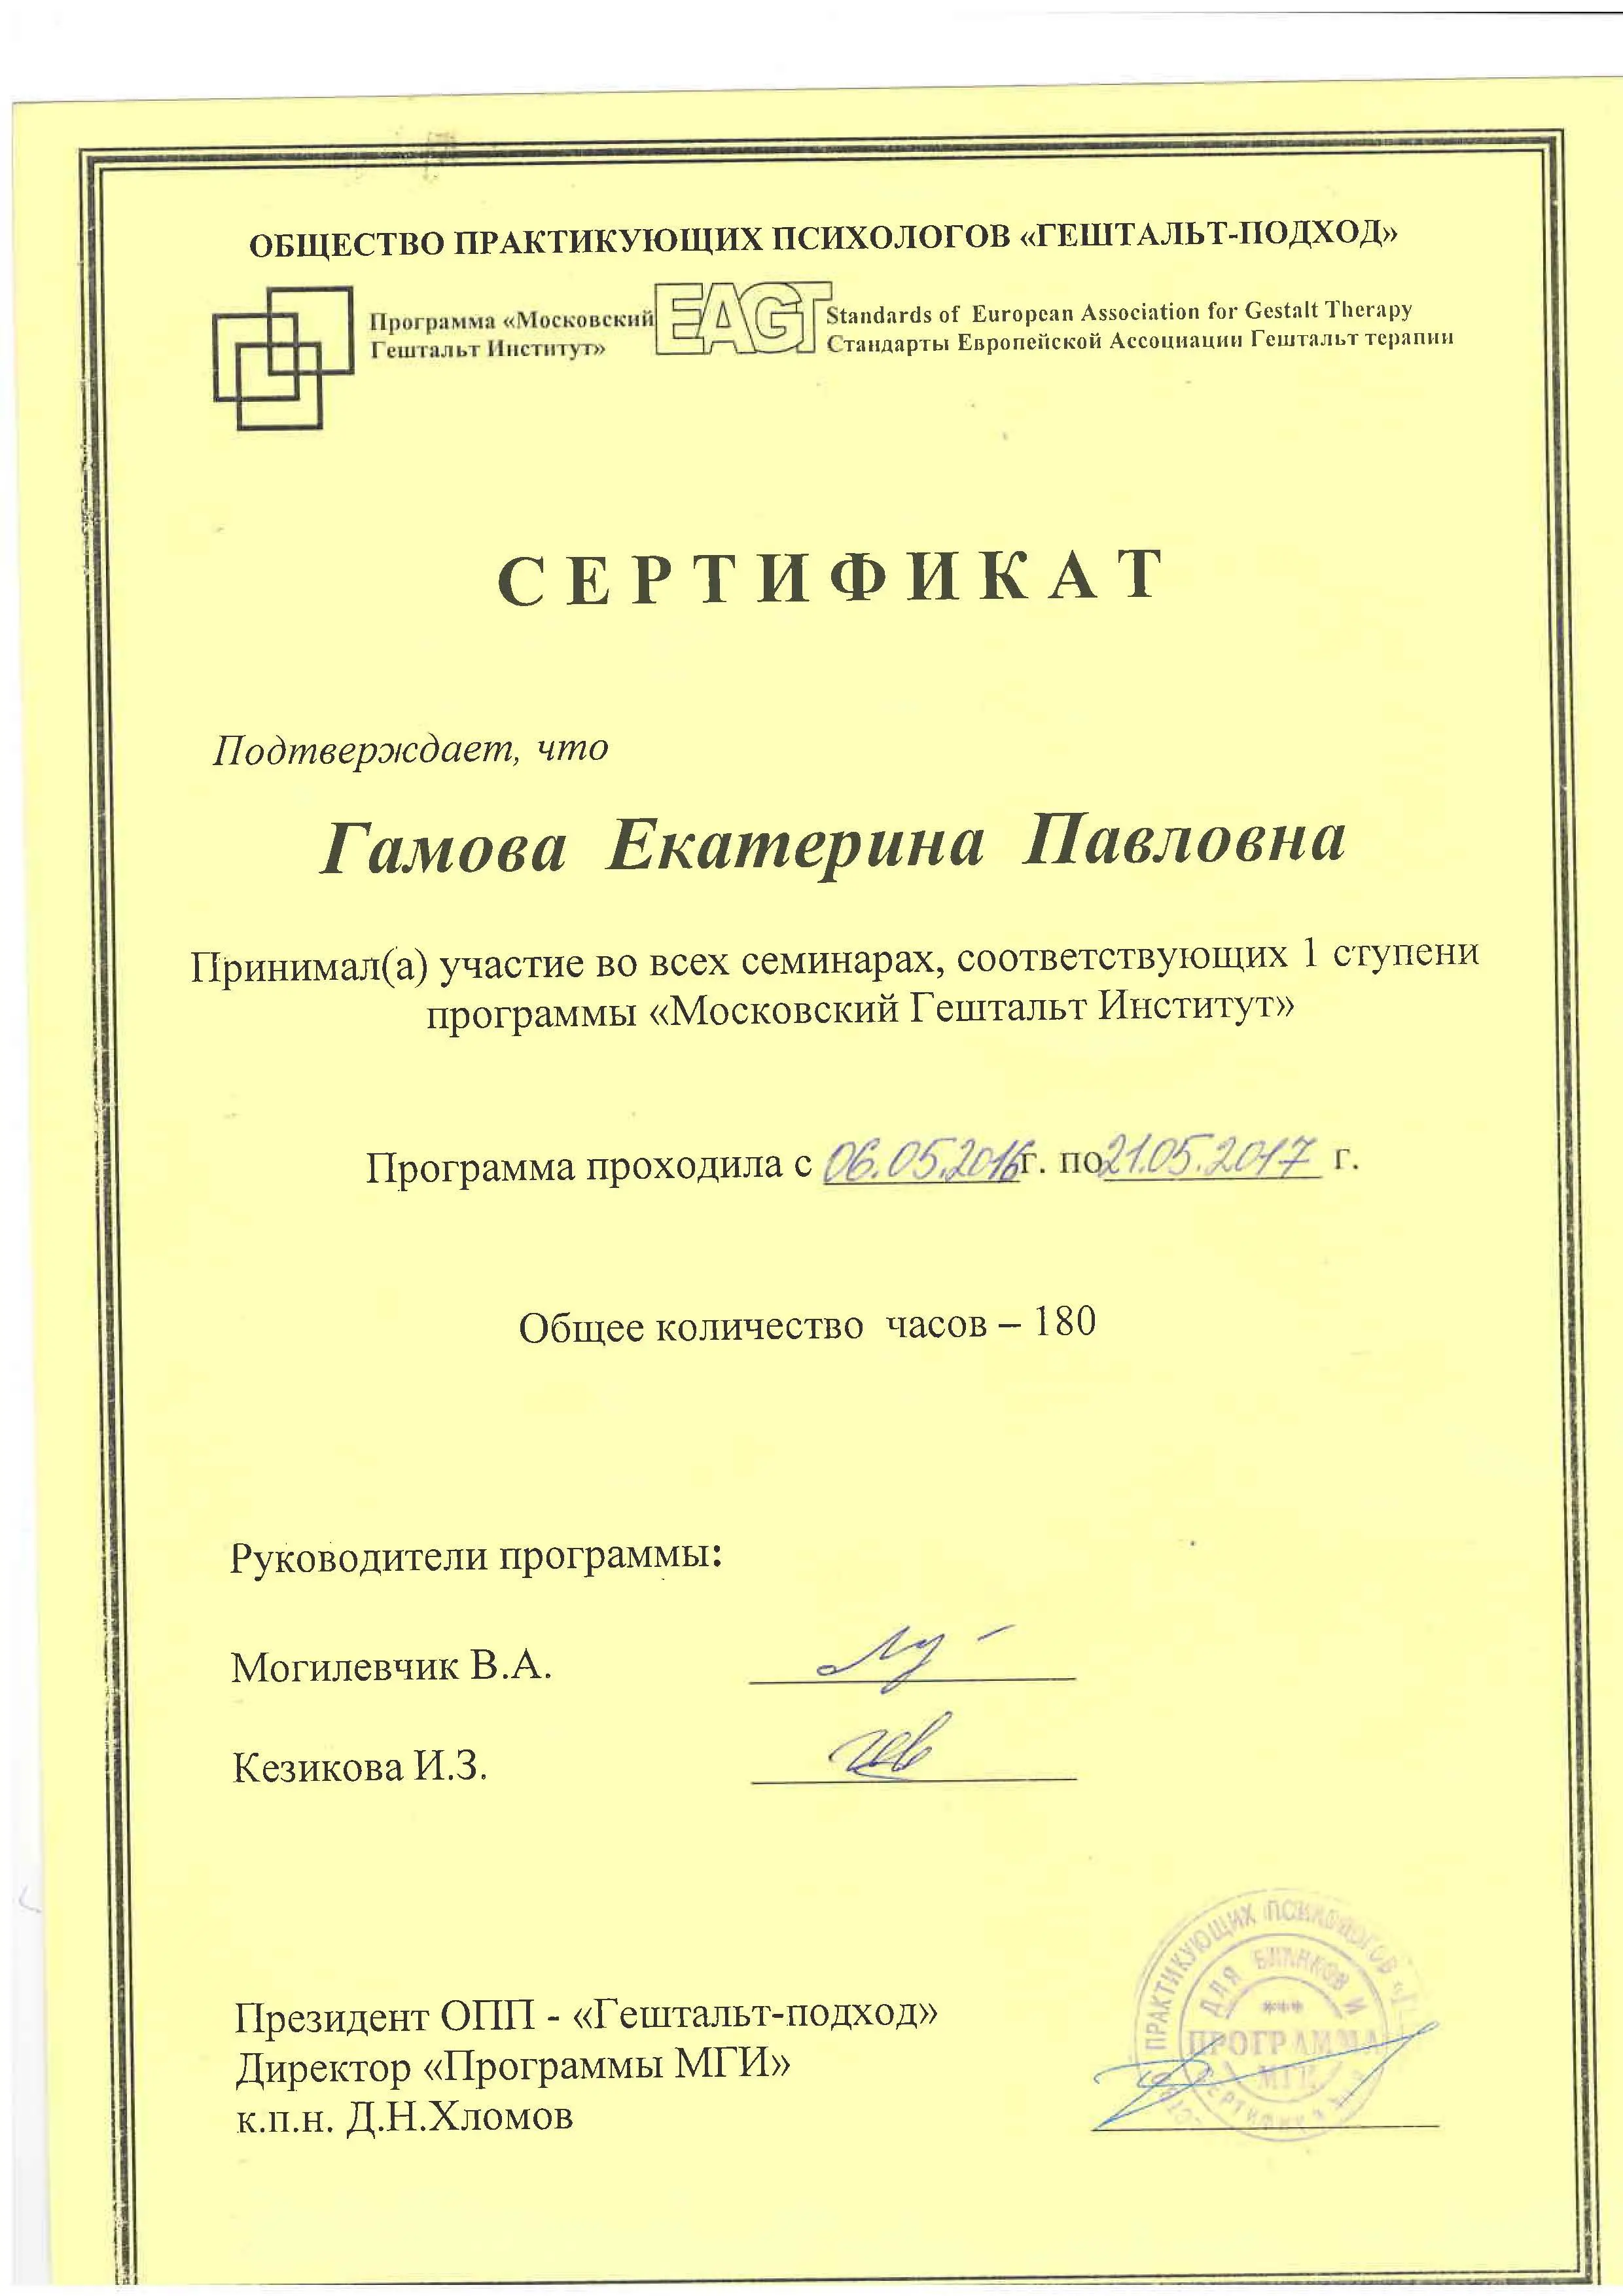 ОБЩЕСТВО ПРАКТИКУЮЩИХ ПСИХОЛОГОВ «ГЕШТАЛЬТ-ПОДХОД»
Программа «Московский
Гештальт Институт»
EAGT
Standards of European Association for Gestalt Therapy
Стандарты Европейской Ассоциации Гештальт терапии
СЕРТИФИКАТ
Подтверждает, что
Гамова Екатерина Павловна
Принимал(а) участие во всех семинарах, соответствующих 1 ступени
программы «Московский Гештальт Институт»
Программа проходила с 06.05.2016г. по 21.05.2017 г.
Общее количество часов – 180
Руководители программы:
Могилевчик В.А.
Кезикова И.З.
Президент ОПП - «Гештальт-подход»
Директор «Программы МГИ»
к.п.н. Д.Н.Хломов
ПРАКТИКУЮЩИХ ПСИХОЛОГОВ
ДЛЯ БЛАНКОВ И
***
ПРОГРАММА
МГИ